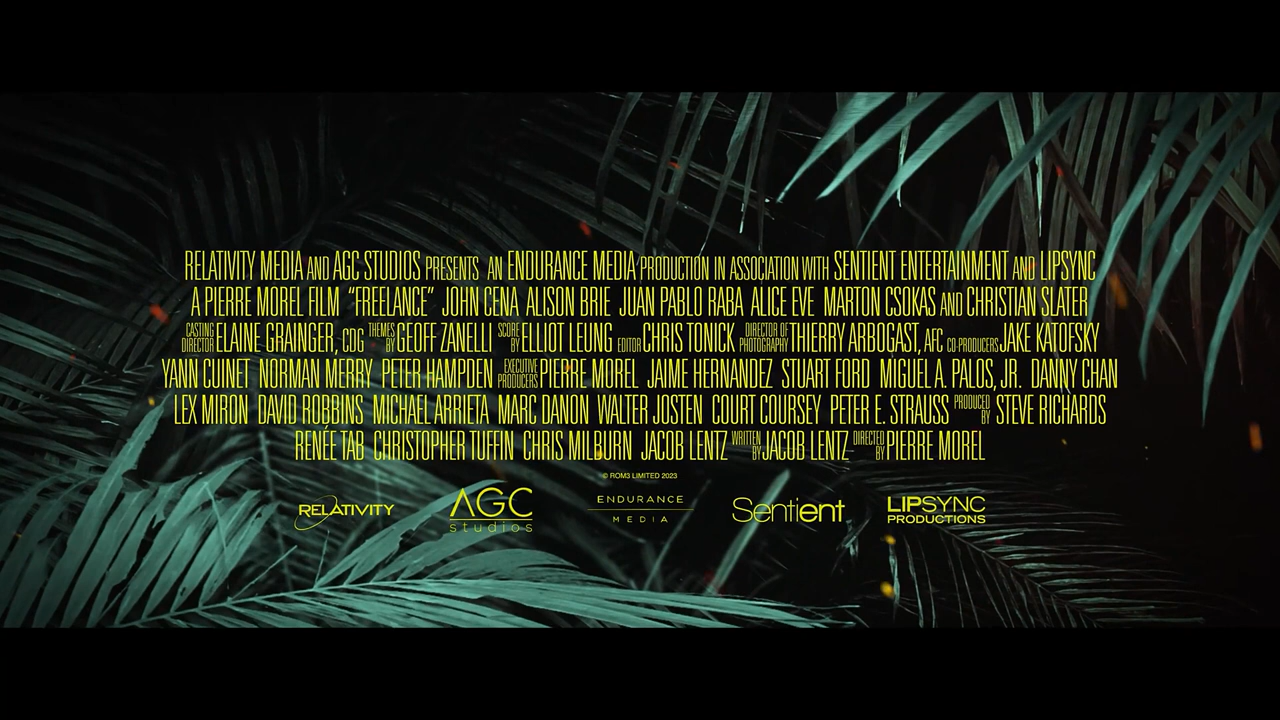 RELATIVITY MEDIA AND AGC STUDIOS PRESENTS AN ENDURANCE MEDIA PRODUCTION IN ASSOCIATION WITH SENTIENT ENTERTAINMENT AND LIPSYNC
A PIERRE MOREL FILM “FREELANCE” JOHN CENA ALISON BRIE JUAN PABLO RABA ALICE EVE MARTON CSOKAS AND CHRISTIAN SLATER
CASTING DIRECTOR ELAINE GRAINGER, CDG THEMES BY GEOFF ZANELLI SCORE BY ELLIOT LEUNG EDITOR CHRIS TONICK DIRECTOR OF PHOTOGRAPHY THIERRY ARBOGAST, AFC CO-PRODUCERS JAKE KATOFSKY
YANN CUINET NORMAN MERRY PETER HAMPDEN EXECUTIVE PRODUCERS PIERRE MOREL JAIME HERNANDEZ STUART FORD MIGUEL A. PALOS, JR. DANNY CHAN
LEX MIRON DAVID ROBBINS MICHAEL ARRIETA MARC DANON WALTER JOSTEN COURT COURSEY PETER E. STRAUSS PRODUCED BY STEVE RICHARDS
RENÉE TAB CHRISTOPHER TUFFIN CHRIS MILBURN JACOB LENTZ WRITTEN BY JACOB LENTZ DIRECTED BY PIERRE MOREL
© ROM3 LIMITED 2023
RELATIVITY
AGC studios
ENDURANCE MEDIA
Sentient
LIPSYNC PRODUCTIONS